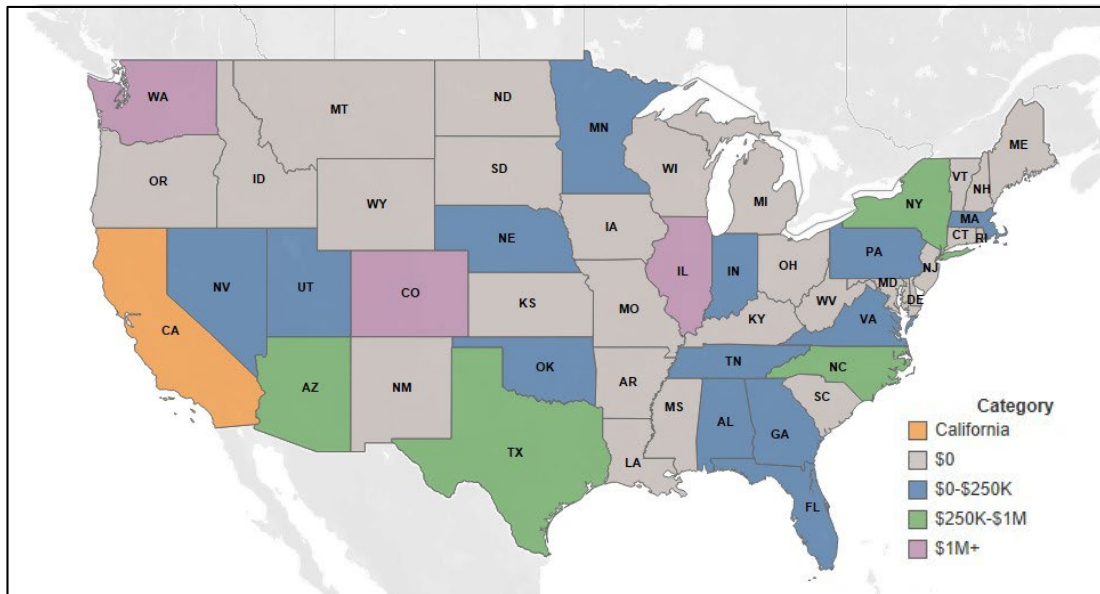 WA
MT
ND
MN
ME
OR
ID
SD
WI
VT
NH
WY
MI
NY
MA
IA
CT
RI
NE
PA
NV
UT
CO
IL
IN
OH
NJ
MD
DE
KS
MO
WV
VA
KY
CA
OK
TN
NC
AZ
NM
AR
SC
MS
AL
GA
TX
LA
FL
Category
California
$0
$0-$250K
$250K-$1M
$1M+